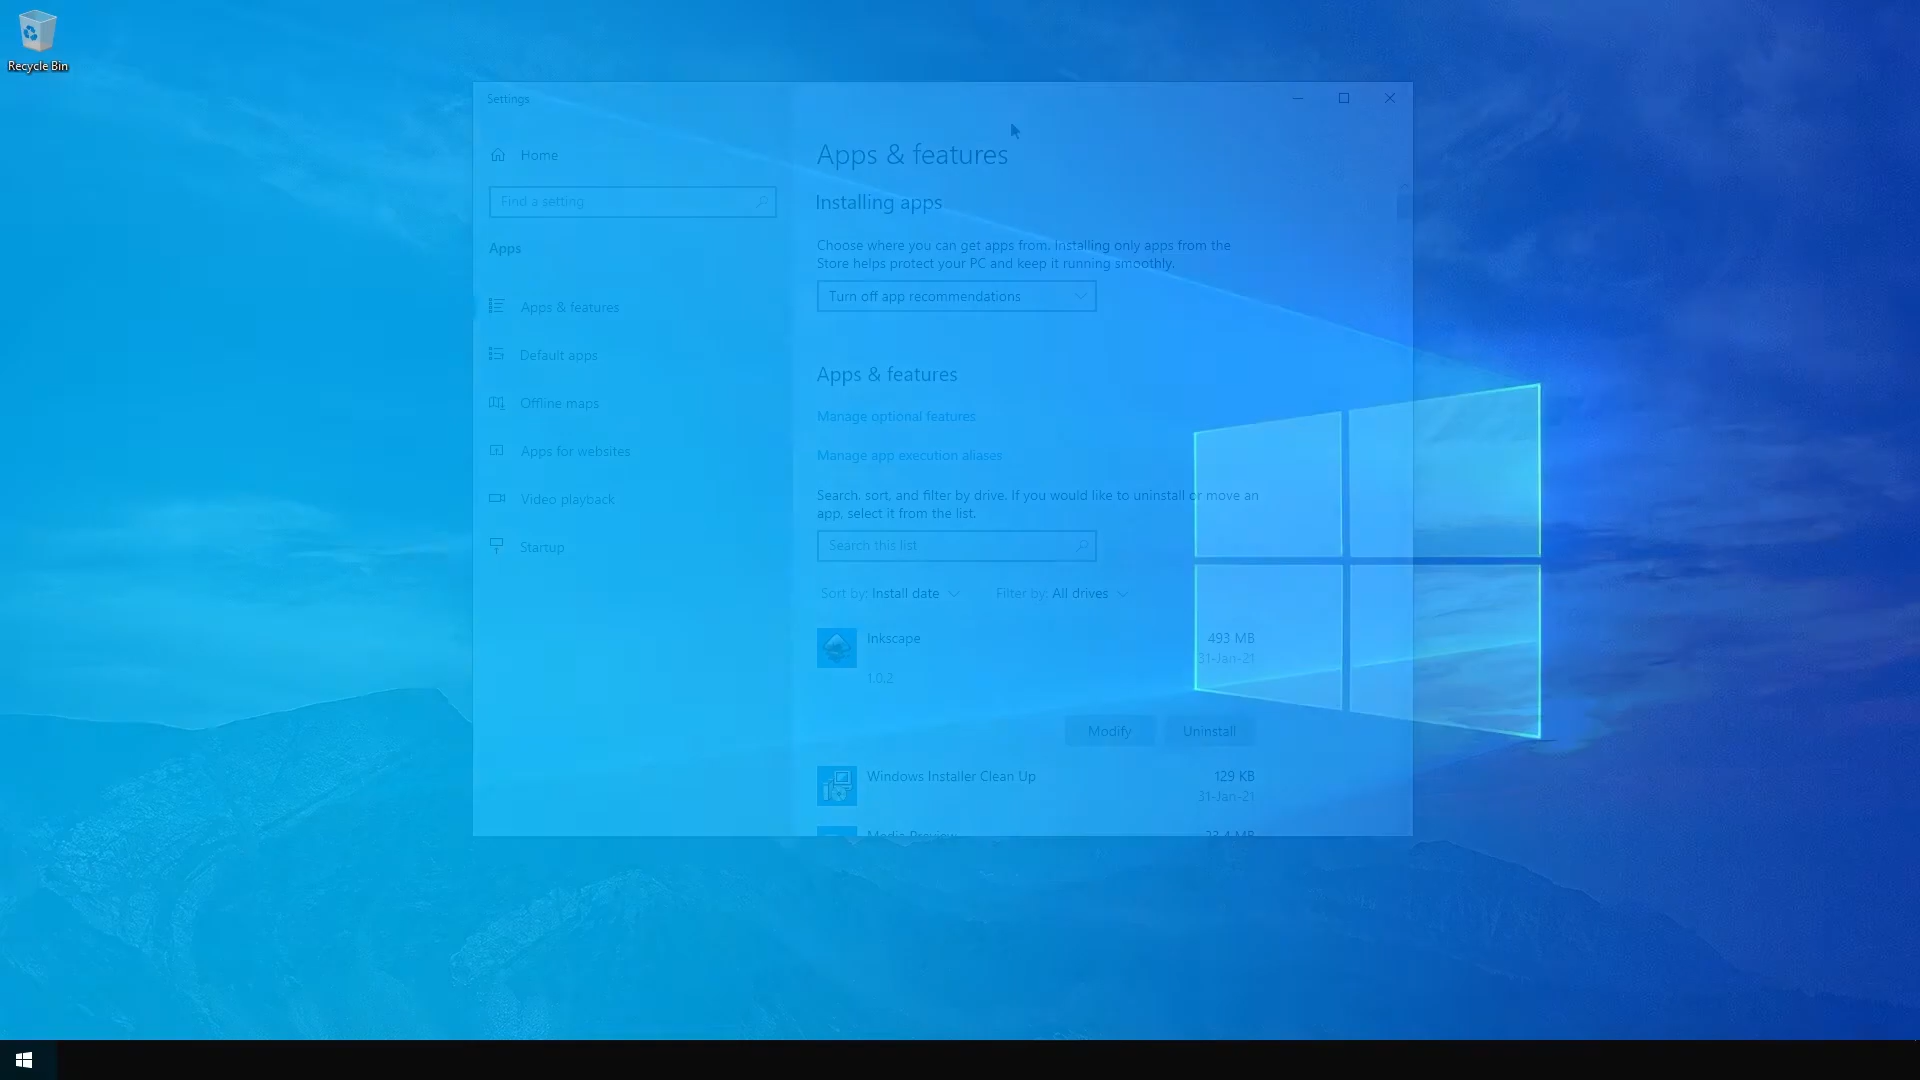 Recycle Bin
Settings
Home
Find a setting
Apps
Apps & features
Default apps
Offline maps
Apps for websites
Video playback
Startup
Apps & features
Installing apps
Choose where you can get apps from. Installing only apps from the
Store helps protect your PC and keep it running smoothly.
Turn off app recommendations
Apps & features
Manage optional features
Manage app execution aliases
Search, sort, and filter by drive. If you would like to uninstall or move an
app, select it from the list.
Search this list
Sort by: Install date Filter by: All drives
Inkscape 493 MB
31-Jan-21
1.0.2
Modify Uninstall
Windows Installer Clean Up 129 KB
31-Jan-21
Media Preview 23.4 MB